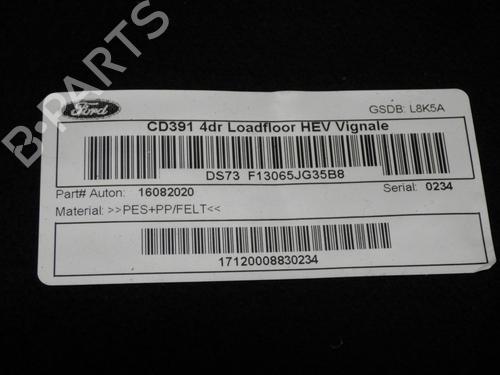 B-PARTS
Ford
GSDB: L8K5A
CD391 4dr Loadfloor HEV Vignale
DS73 F13065JG35B8
Part# Auton: 16082020 Serial: 0234
Material: >>PES+PP/FELT<<
17120008830234